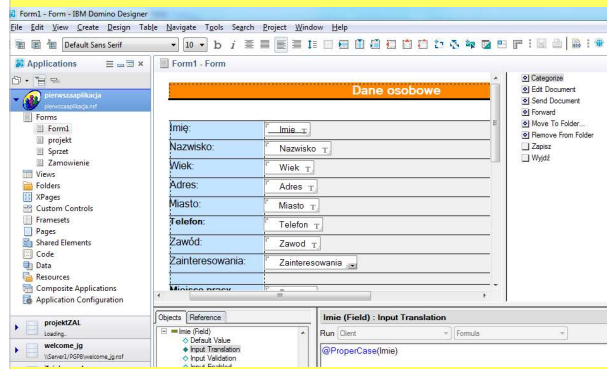 Form1 - Form - IBM Domino Designer
File Edit View Create Design Table Navigate Tools Search Project Window Help
Default Sans Serif 10 b i
Applications
Form1 - Form
pierwszaaplikacja
pierwszaaplikacja.nsf
Forms
Form1
projekt
Sprzet
Zamowienie
Views
Folders
XPages
Custom Controls
Framesets
Pages
Shared Elements
Code
Data
Resources
Composite Applications
Application Configuration
projektZAL
Loading..
welcome_jg
\\Server1/PGPB\welcome_jg.nsf
Dane osobowe
Imię: Imie T
Nazwisko: Nazwisko T
Wiek: Wiek T
Adres: Adres T
Miasto: Miasto T
Telefon: Telefon T
Zawód: Zawod T
Zainteresowania: Zainteresowania
Miejsce pracy
Categorize
Edit Document
Send Document
Forward
Move To Folder...
Remove From Folder
Zapisz
Wyjdź
Objects Reference
Imie (Field)
Default Value
Input Translation
Input Validation
Input Enabled
Imie (Field) : Input Translation
Run Client Formula
@ProperCase(Imie)